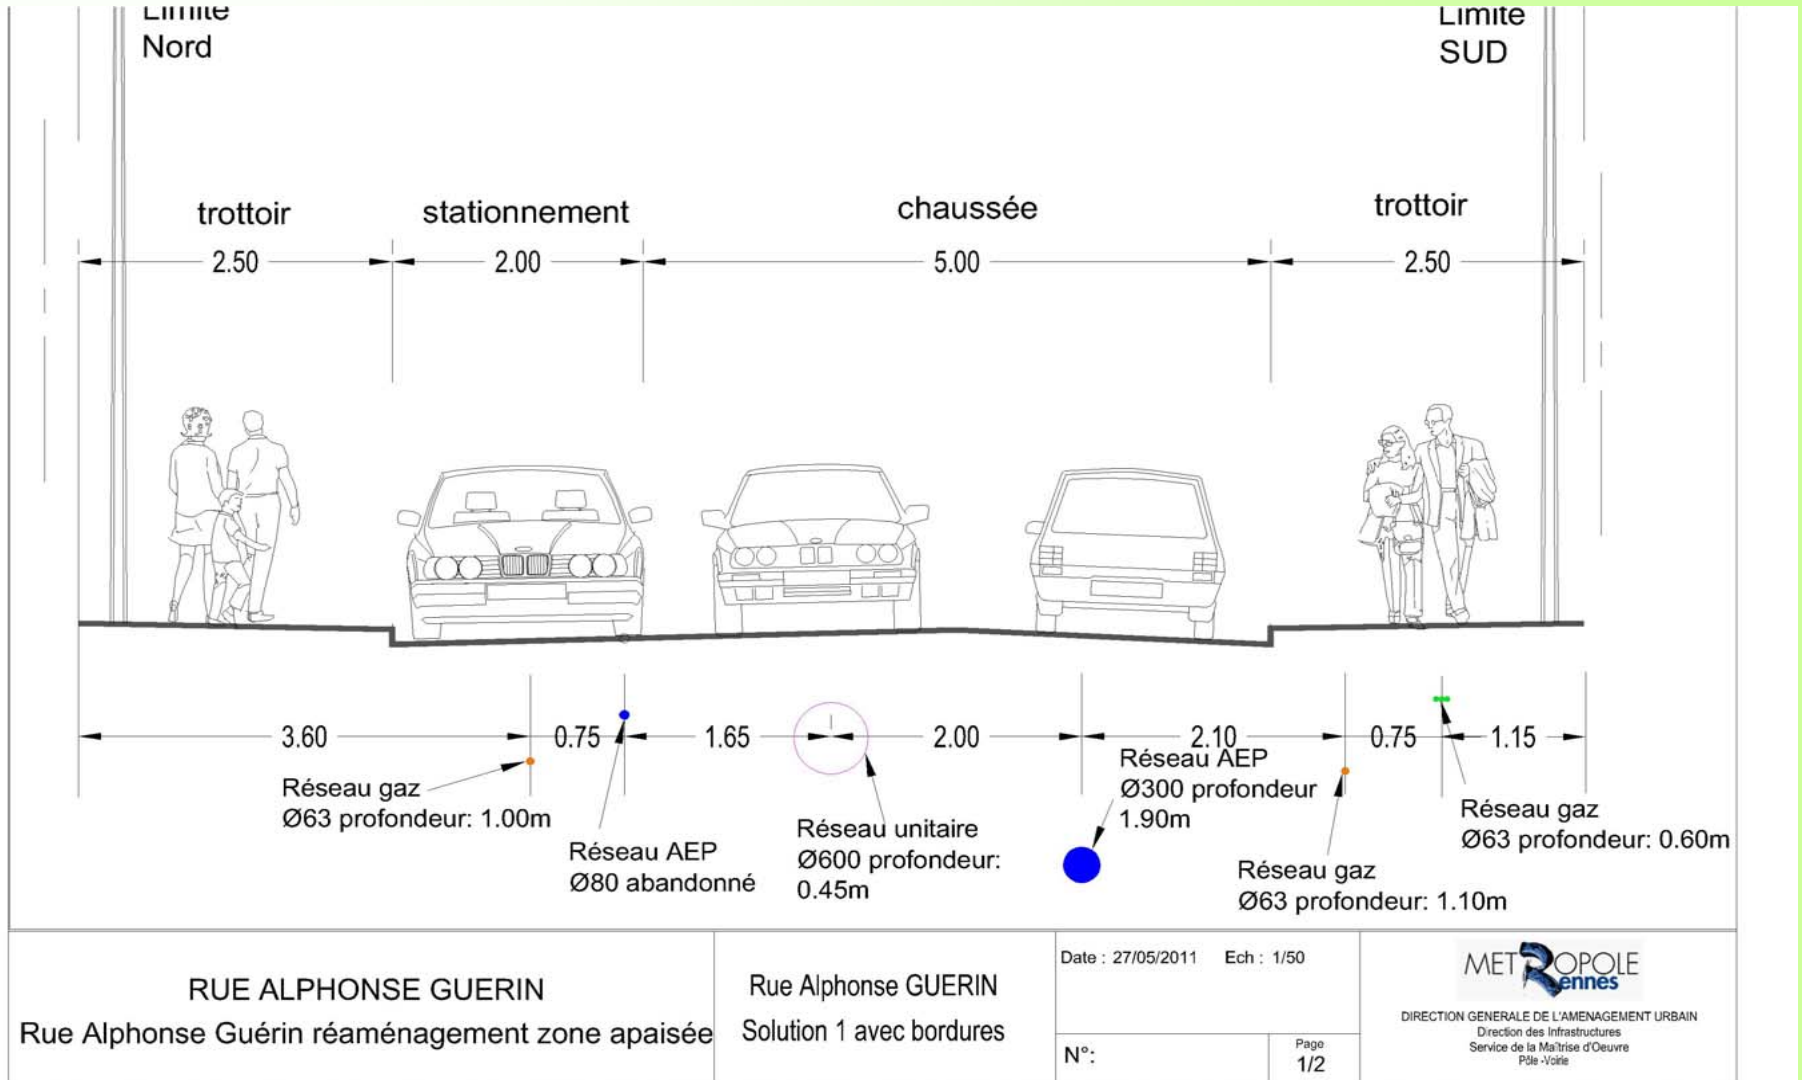 Limite
Nord
Limite
SUD
trottoir
stationnement
chaussée
trottoir
2.50
2.00
5.00
2.50
3.60
0.75
1.65
2.00
2.10
0.75
1.15
Réseau gaz
Ø63 profondeur: 1.00m
Réseau AEP
Ø80 abandonné
Réseau unitaire
Ø600 profondeur:
0.45m
Réseau AEP
Ø300 profondeur
1.90m
Réseau gaz
Ø63 profondeur: 1.10m
Réseau gaz
Ø63 profondeur: 0.60m
RUE ALPHONSE GUERIN
Rue Alphonse Guérin réaménagement zone apaisée
Rue Alphonse GUERIN
Solution 1 avec bordures
Date : 27/05/2011 Ech : 1/50
N°:
Page
1/2
METROPOLE
Rennes
DIRECTION GENERALE DE L'AMENAGEMENT URBAIN
Direction des Infrastructures
Service de la Maîtrise d'Oeuvre
Pôle -Voirie